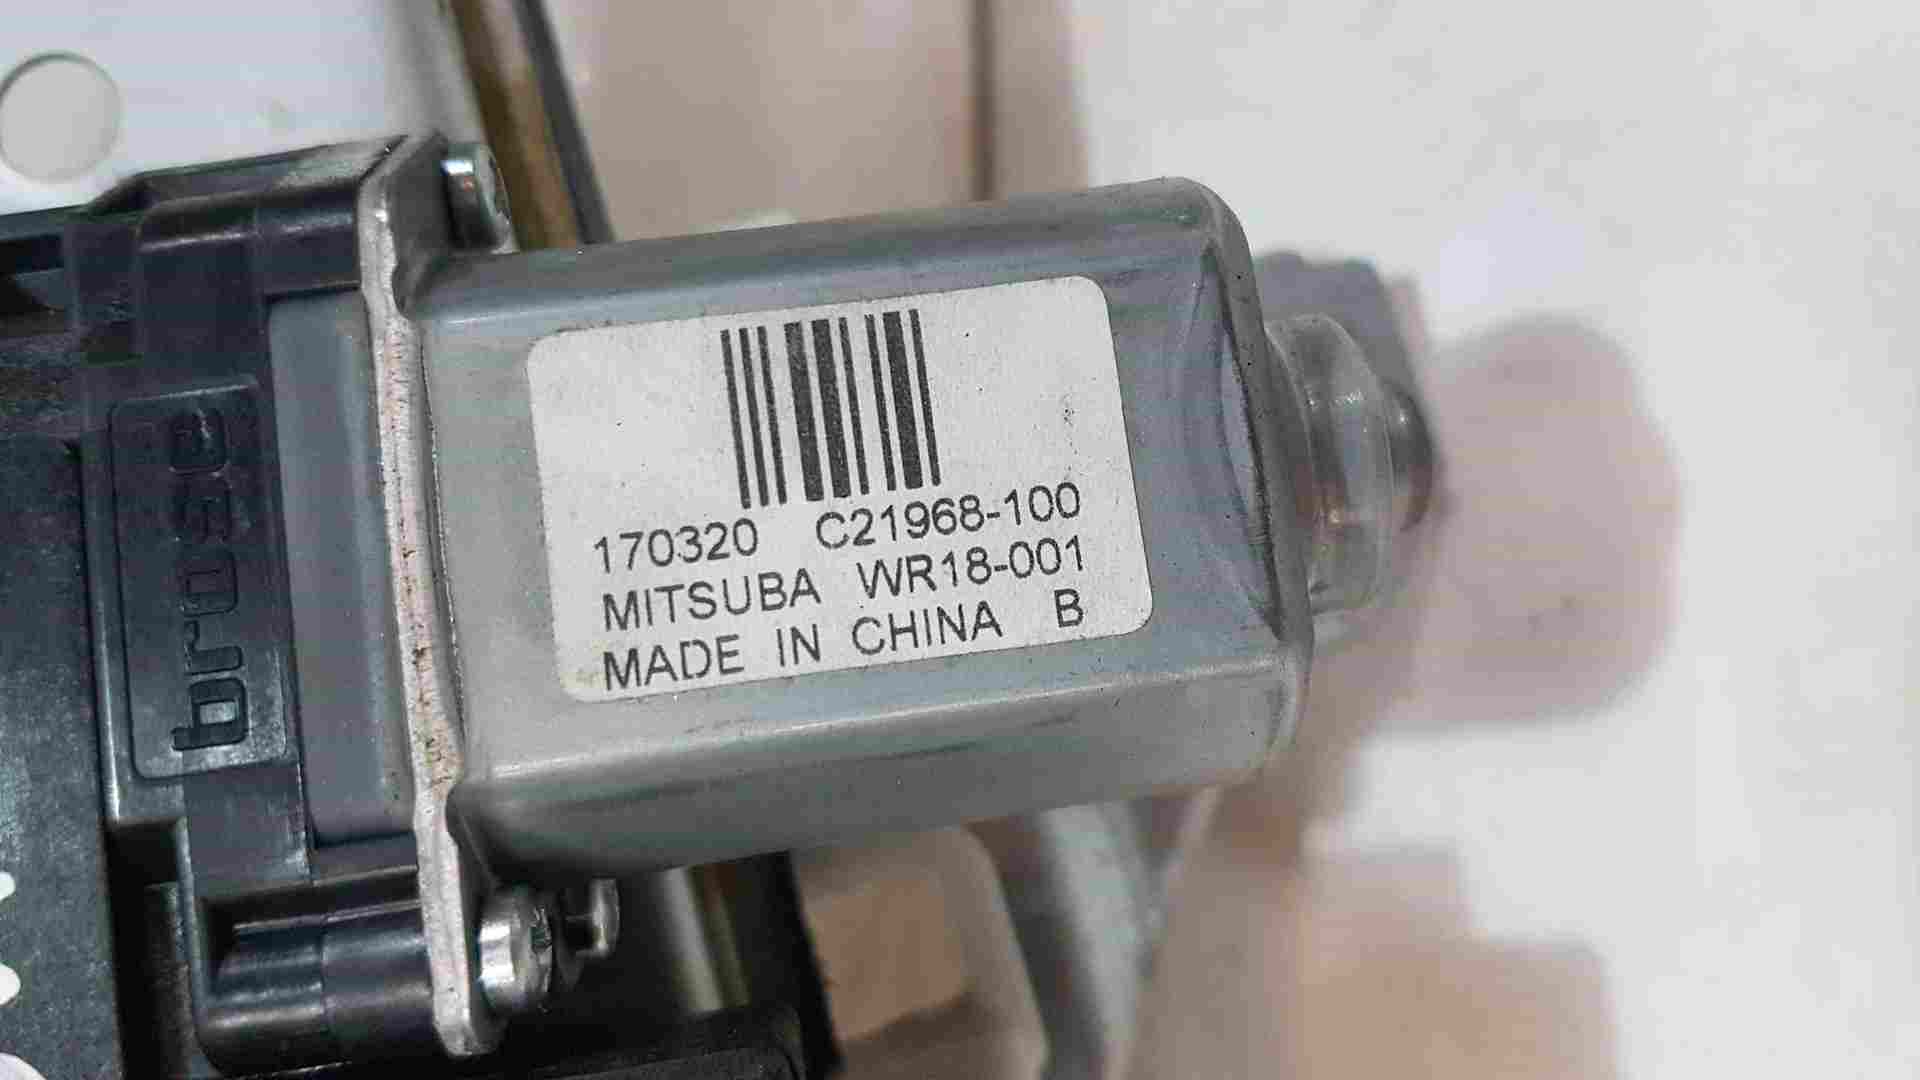 brose
170320 C21968-100
MITSUBA WR18-001
MADE IN CHINA B